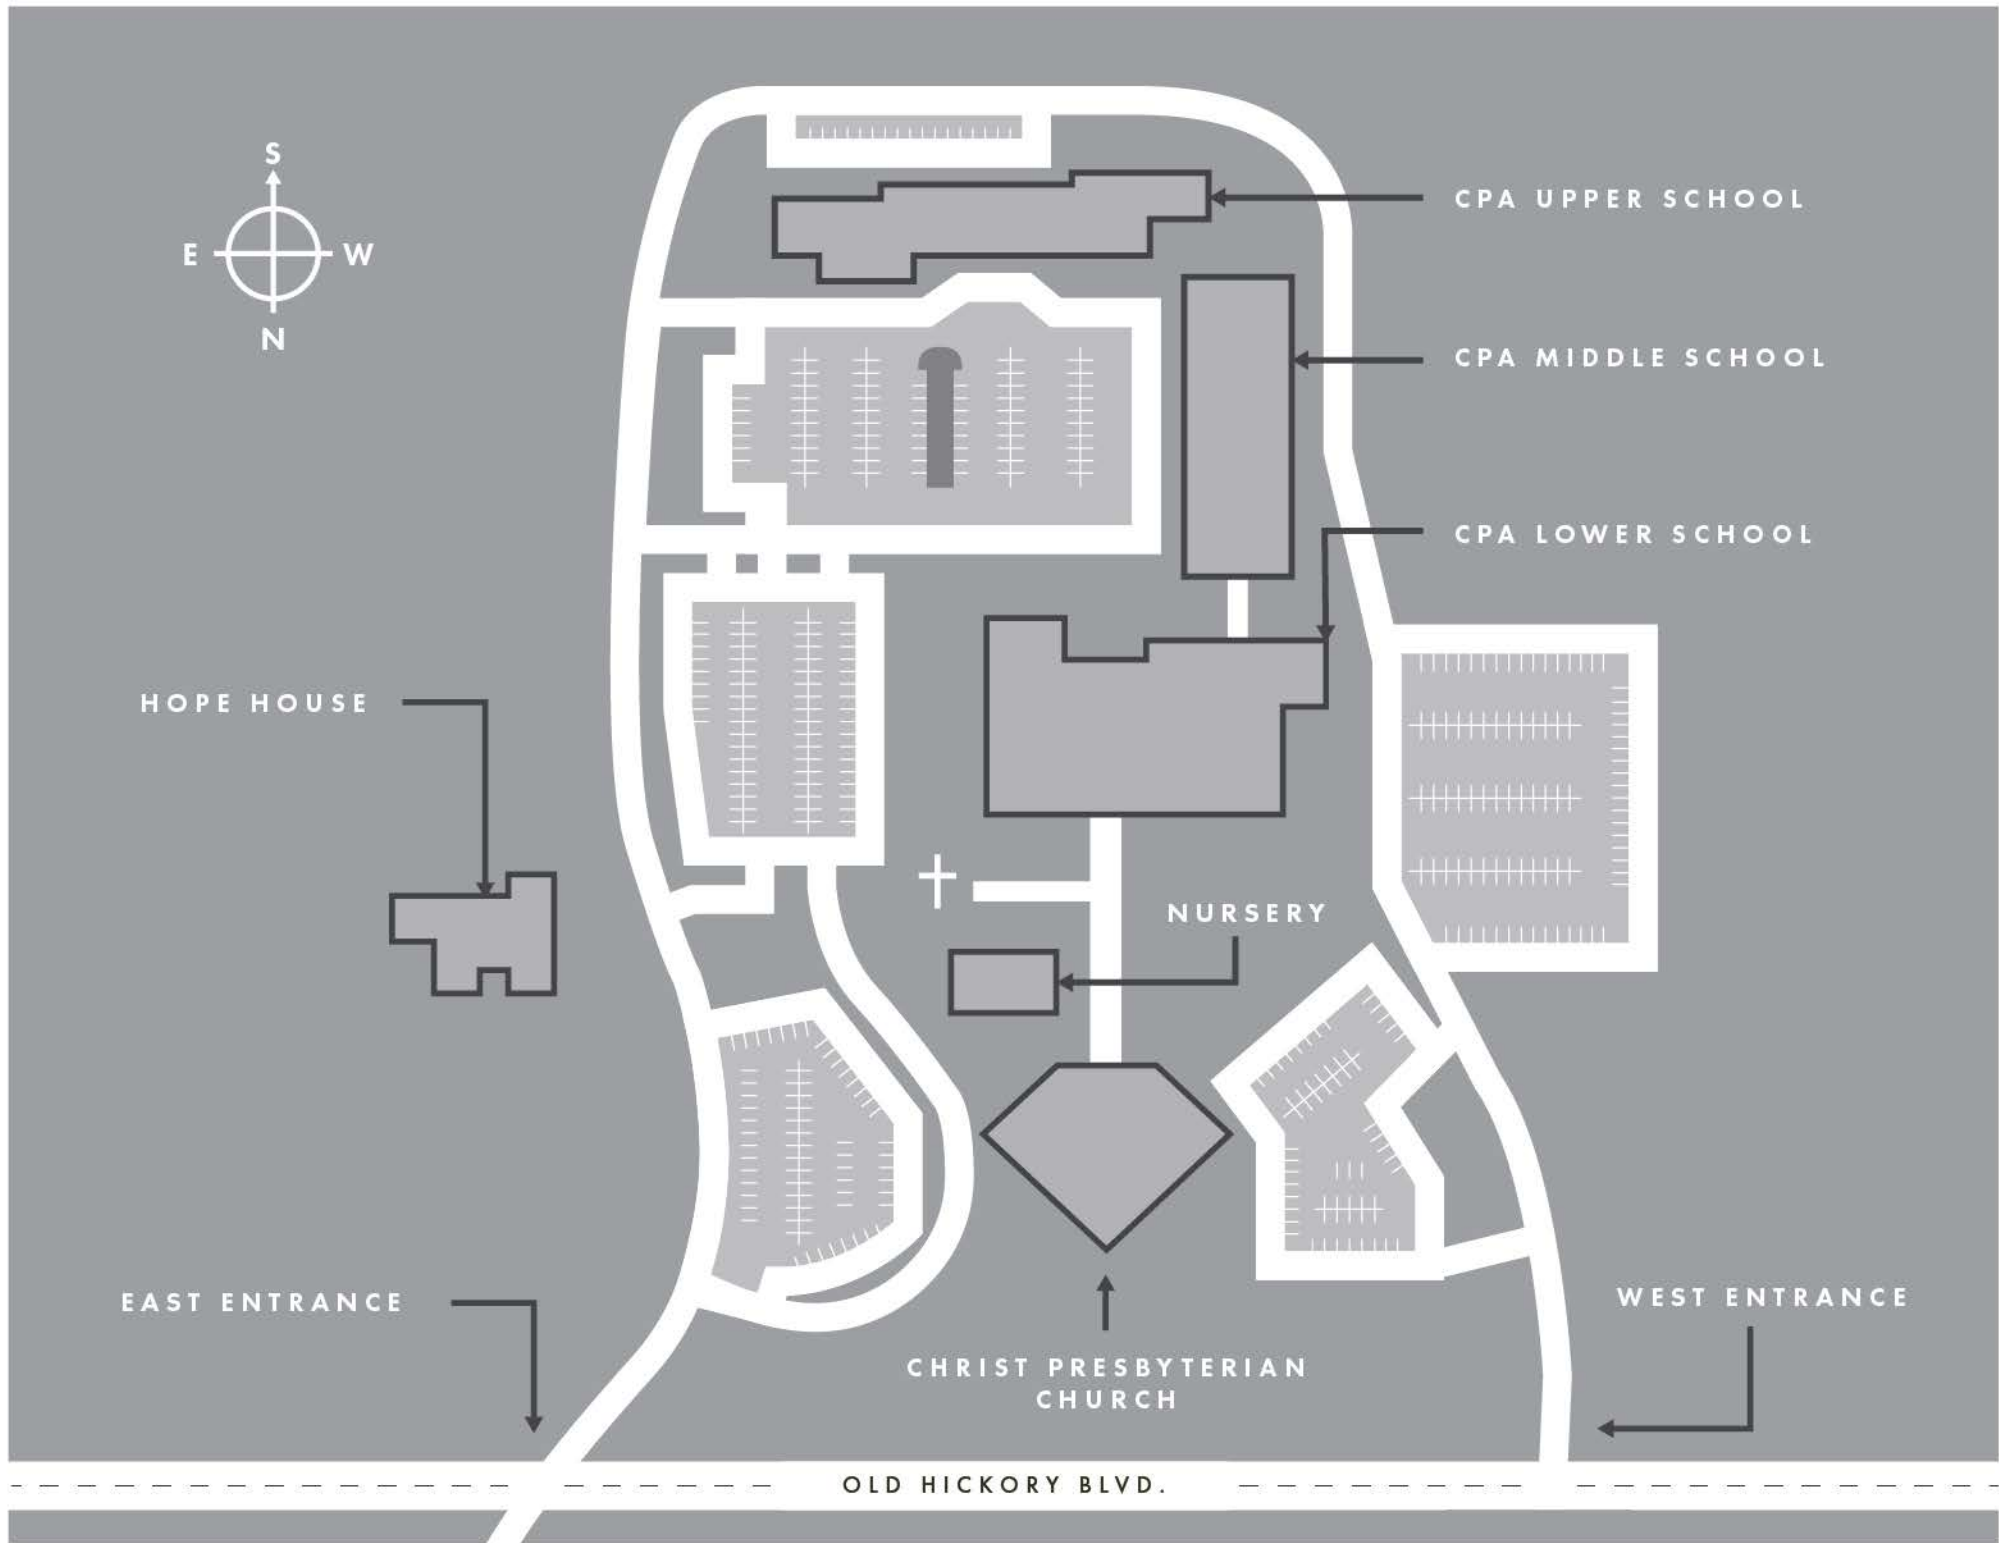 S
E
W
N
CPA UPPER SCHOOL
CPA MIDDLE SCHOOL
CPA LOWER SCHOOL
HOPE HOUSE
NURSERY
EAST ENTRANCE
WEST ENTRANCE
CHRIST PRESBYTERIAN
CHURCH
OLD HICKORY BLVD.